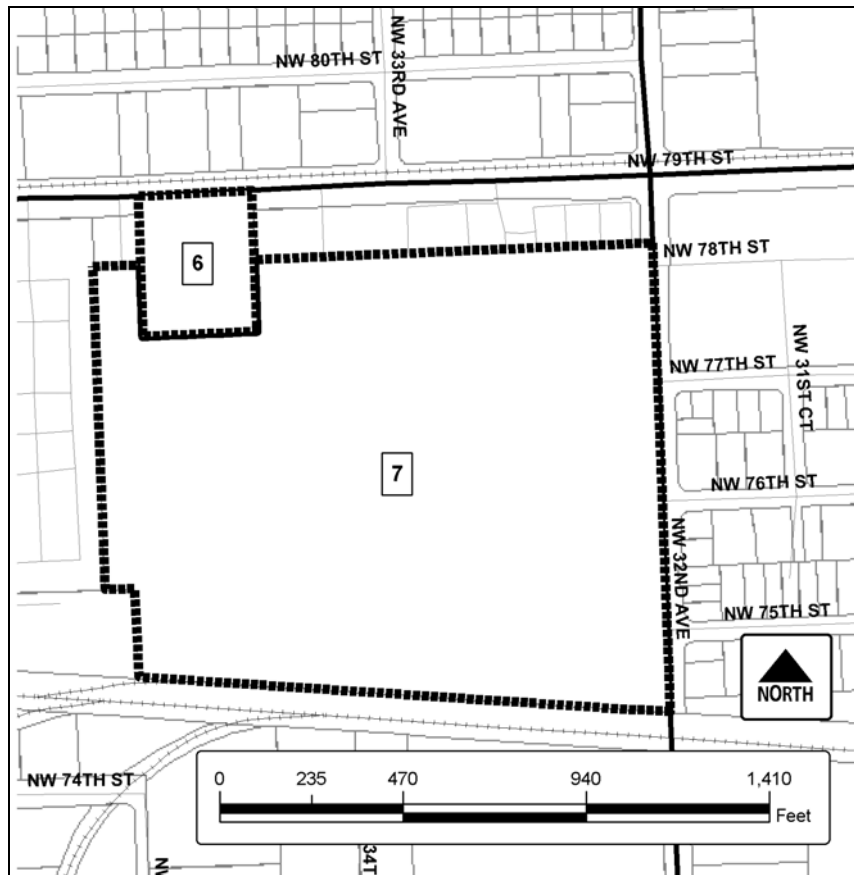 NW 80TH ST
NW 33RD AVE
NW 79TH ST
6
NW 78TH ST
NW 77TH ST
NW 31ST CT
7
NW 76TH ST
NW 32ND AVE
NW 75TH ST
NORTH
NW 74TH ST
0 235 470 940 1,410
Feet
NW
34T